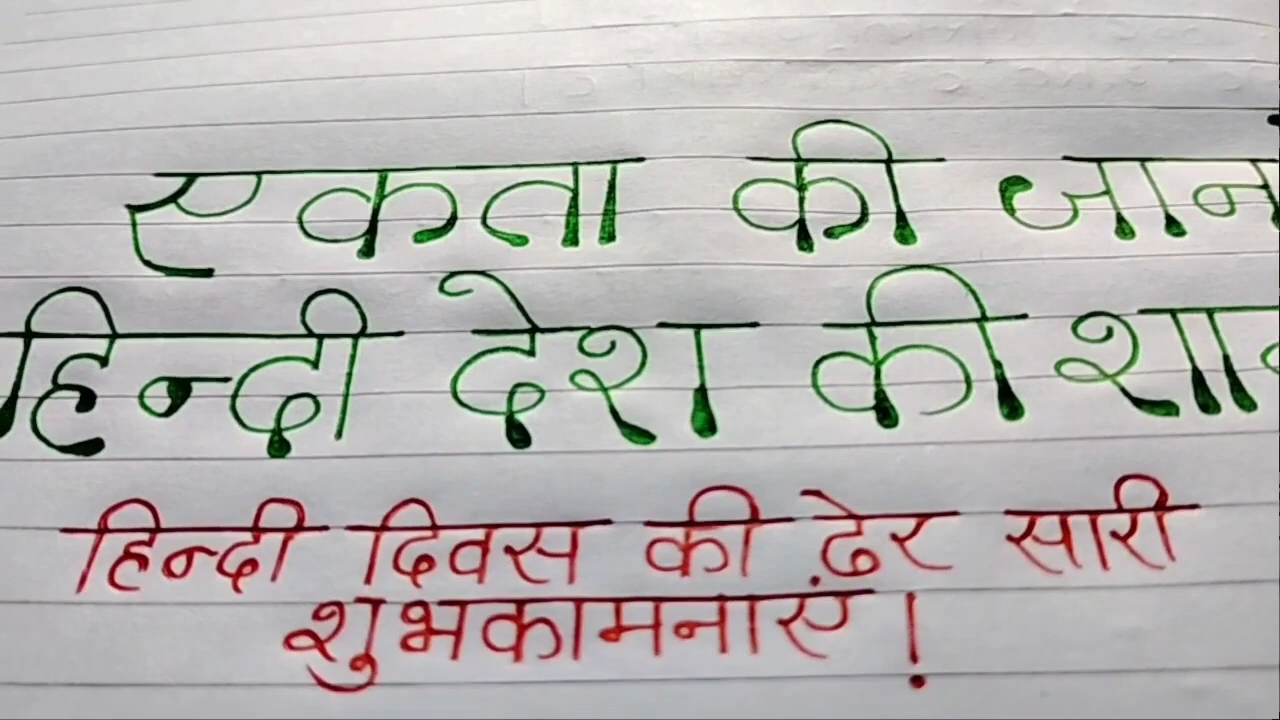 एकता की
हिन्दी देश की
हिन्दी दिवस की ढेर सारी
शुभकामनाएं !